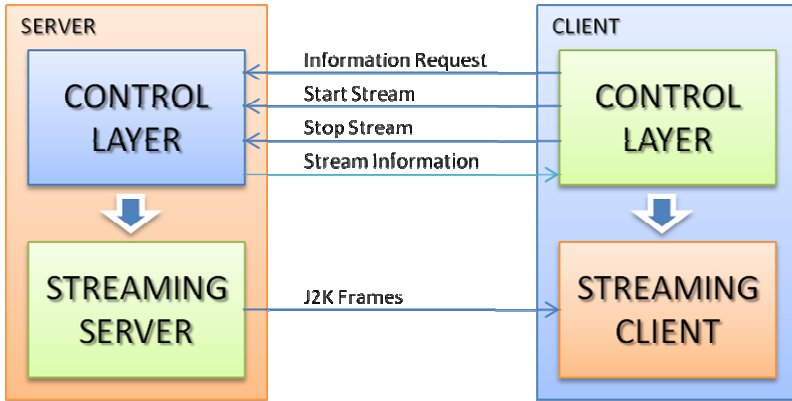 SERVER
CLIENT
Information Request
Start Stream
Stop Stream
Stream Information
CONTROL
LAYER
CONTROL
LAYER
STREAMING
SERVER
J2K Frames
STREAMING
CLIENT